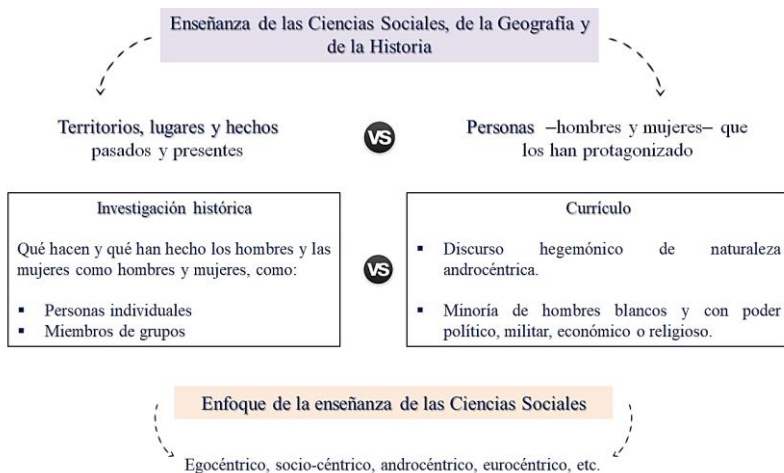 Enseñanza de las Ciencias Sociales, de la Geografía y
de la Historia
Territorios, lugares y hechos
pasados y presentes
VS
Personas –hombres y mujeres– que
los han protagonizado
Investigación histórica
Qué hacen y qué han hecho los hombres y las
mujeres como hombres y mujeres, como:
▪ Personas individuales
▪ Miembros de grupos
VS
Currículo
▪ Discurso hegemónico de naturaleza
androcéntrica.
▪ Minoría de hombres blancos y con poder
político, militar, económico o religioso.
Enfoque de la enseñanza de las Ciencias Sociales
Egocéntrico, socio-céntrico, androcéntrico, eurocéntrico, etc.